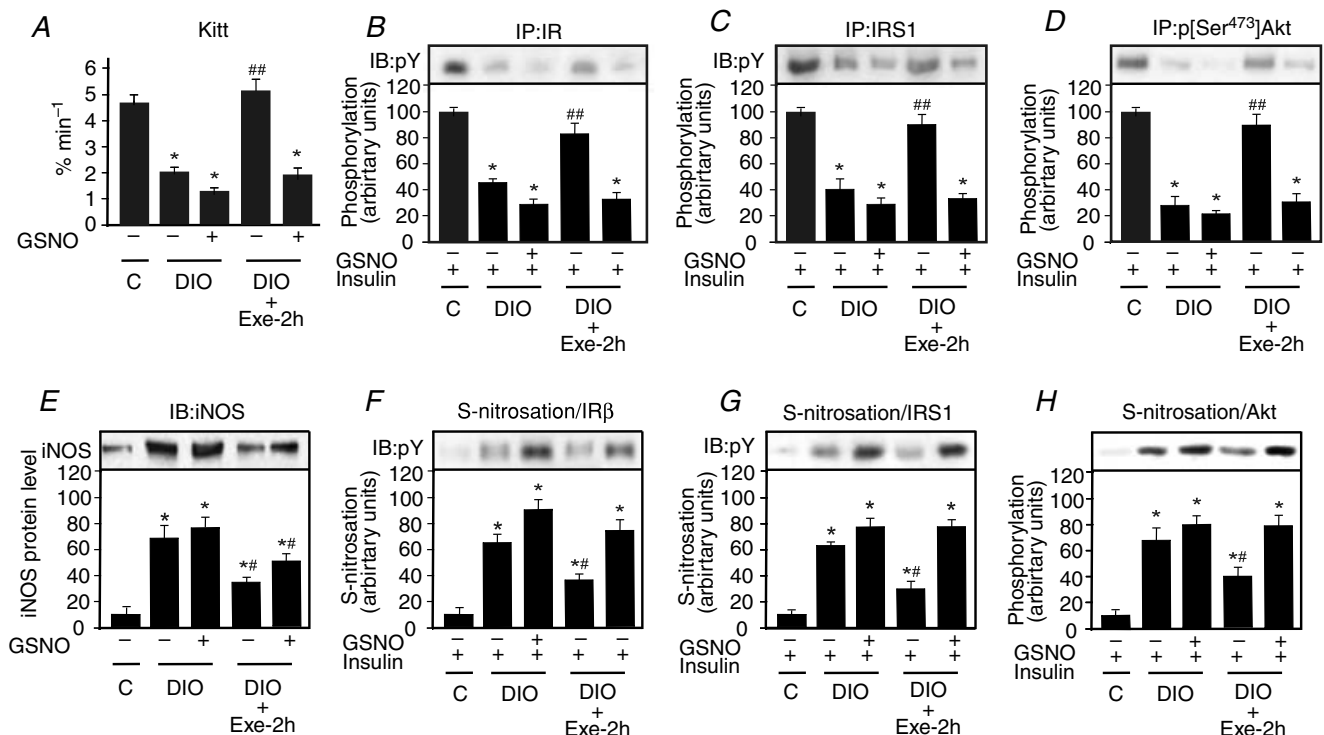 A
Kitt
% min–1
6
5
4
3
2
1
0
* * ## *
GSNO – – + – +
C DIO DIO
+
Exe-2h
B
IP:IR
IB:pY
Phosphorylation
(arbirtary units)
120
100
80
60
40
20
0
* * ## *
GSNO – – + – –
Insulin + + + + +
C DIO DIO
+
Exe-2h
C
IP:IRS1
IB:pY
Phosphorylation
(arbirtary units)
120
100
80
60
40
20
0
* * ## *
GSNO – – + – +
Insulin + + + + +
C DIO DIO
+
Exe-2h
D
IP:p[Ser473]Akt
Phosphorylation
(arbirtary units)
120
100
80
60
40
20
0
* * ## *
GSNO – – + – –
Insulin + + + + +
C DIO DIO
+
Exe-2h
E
IB:iNOS
iNOS
iNOS protein level
120
100
80
60
40
20
0
* * *# *#
GSNO – – + – +
C DIO DIO
+
Exe-2h
F
S-nitrosation/IRβ
IB:pY
S-nitrosation
(arbirtary units)
120
100
80
60
40
20
0
* * *# *
GSNO – – + – –
Insulin + + + + +
C DIO DIO
+
Exe-2h
G
S-nitrosation/IRS1
IB:pY
S-nitrosation
(arbirtary units)
120
100
80
60
40
20
0
* * *# *
GSNO – – + – +
Insulin + + + + +
C DIO DIO
+
Exe-2h
H
S-nitrosation/Akt
Phosphorylation
(arbirtary units)
120
100
80
60
40
20
0
* * *# *
GSNO – – + – +
Insulin + + + + +
C DIO DIO
+
Exe-2h